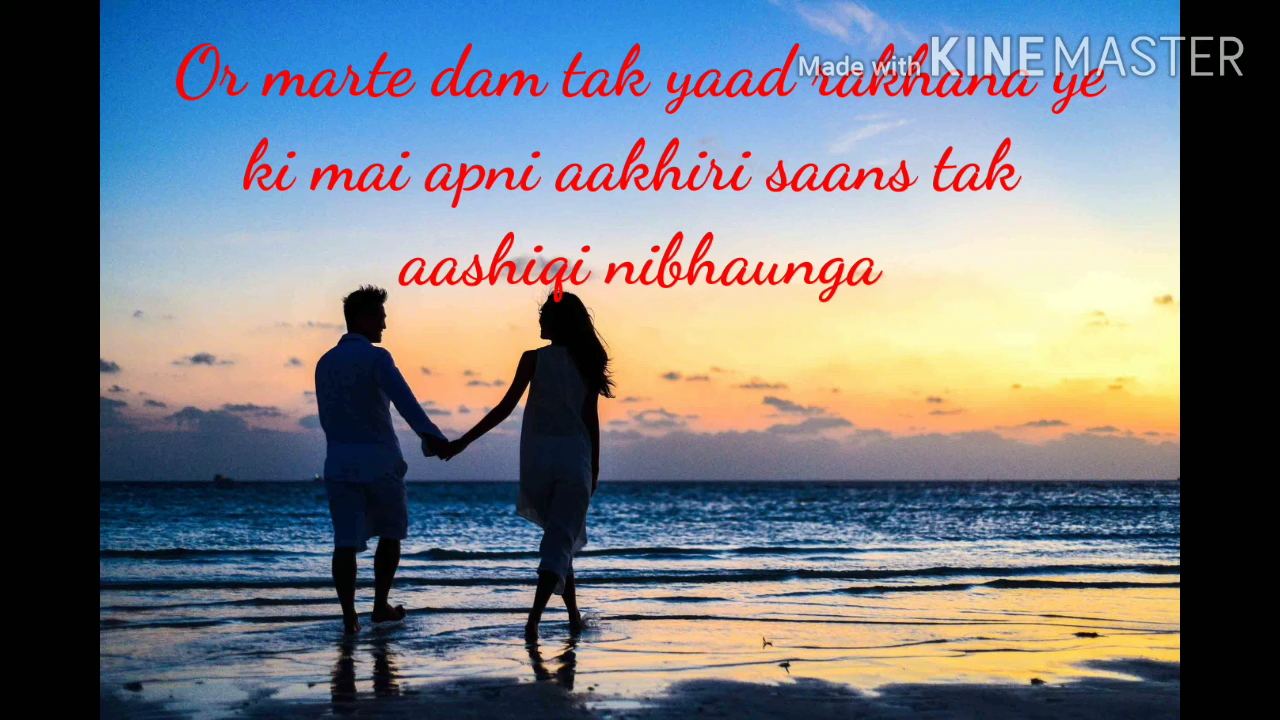 Made with KINEMASTER
Or marte dam tak yaad rakhana ye
ki mai apni aakhiri saans tak
aashiqi nibhaunga